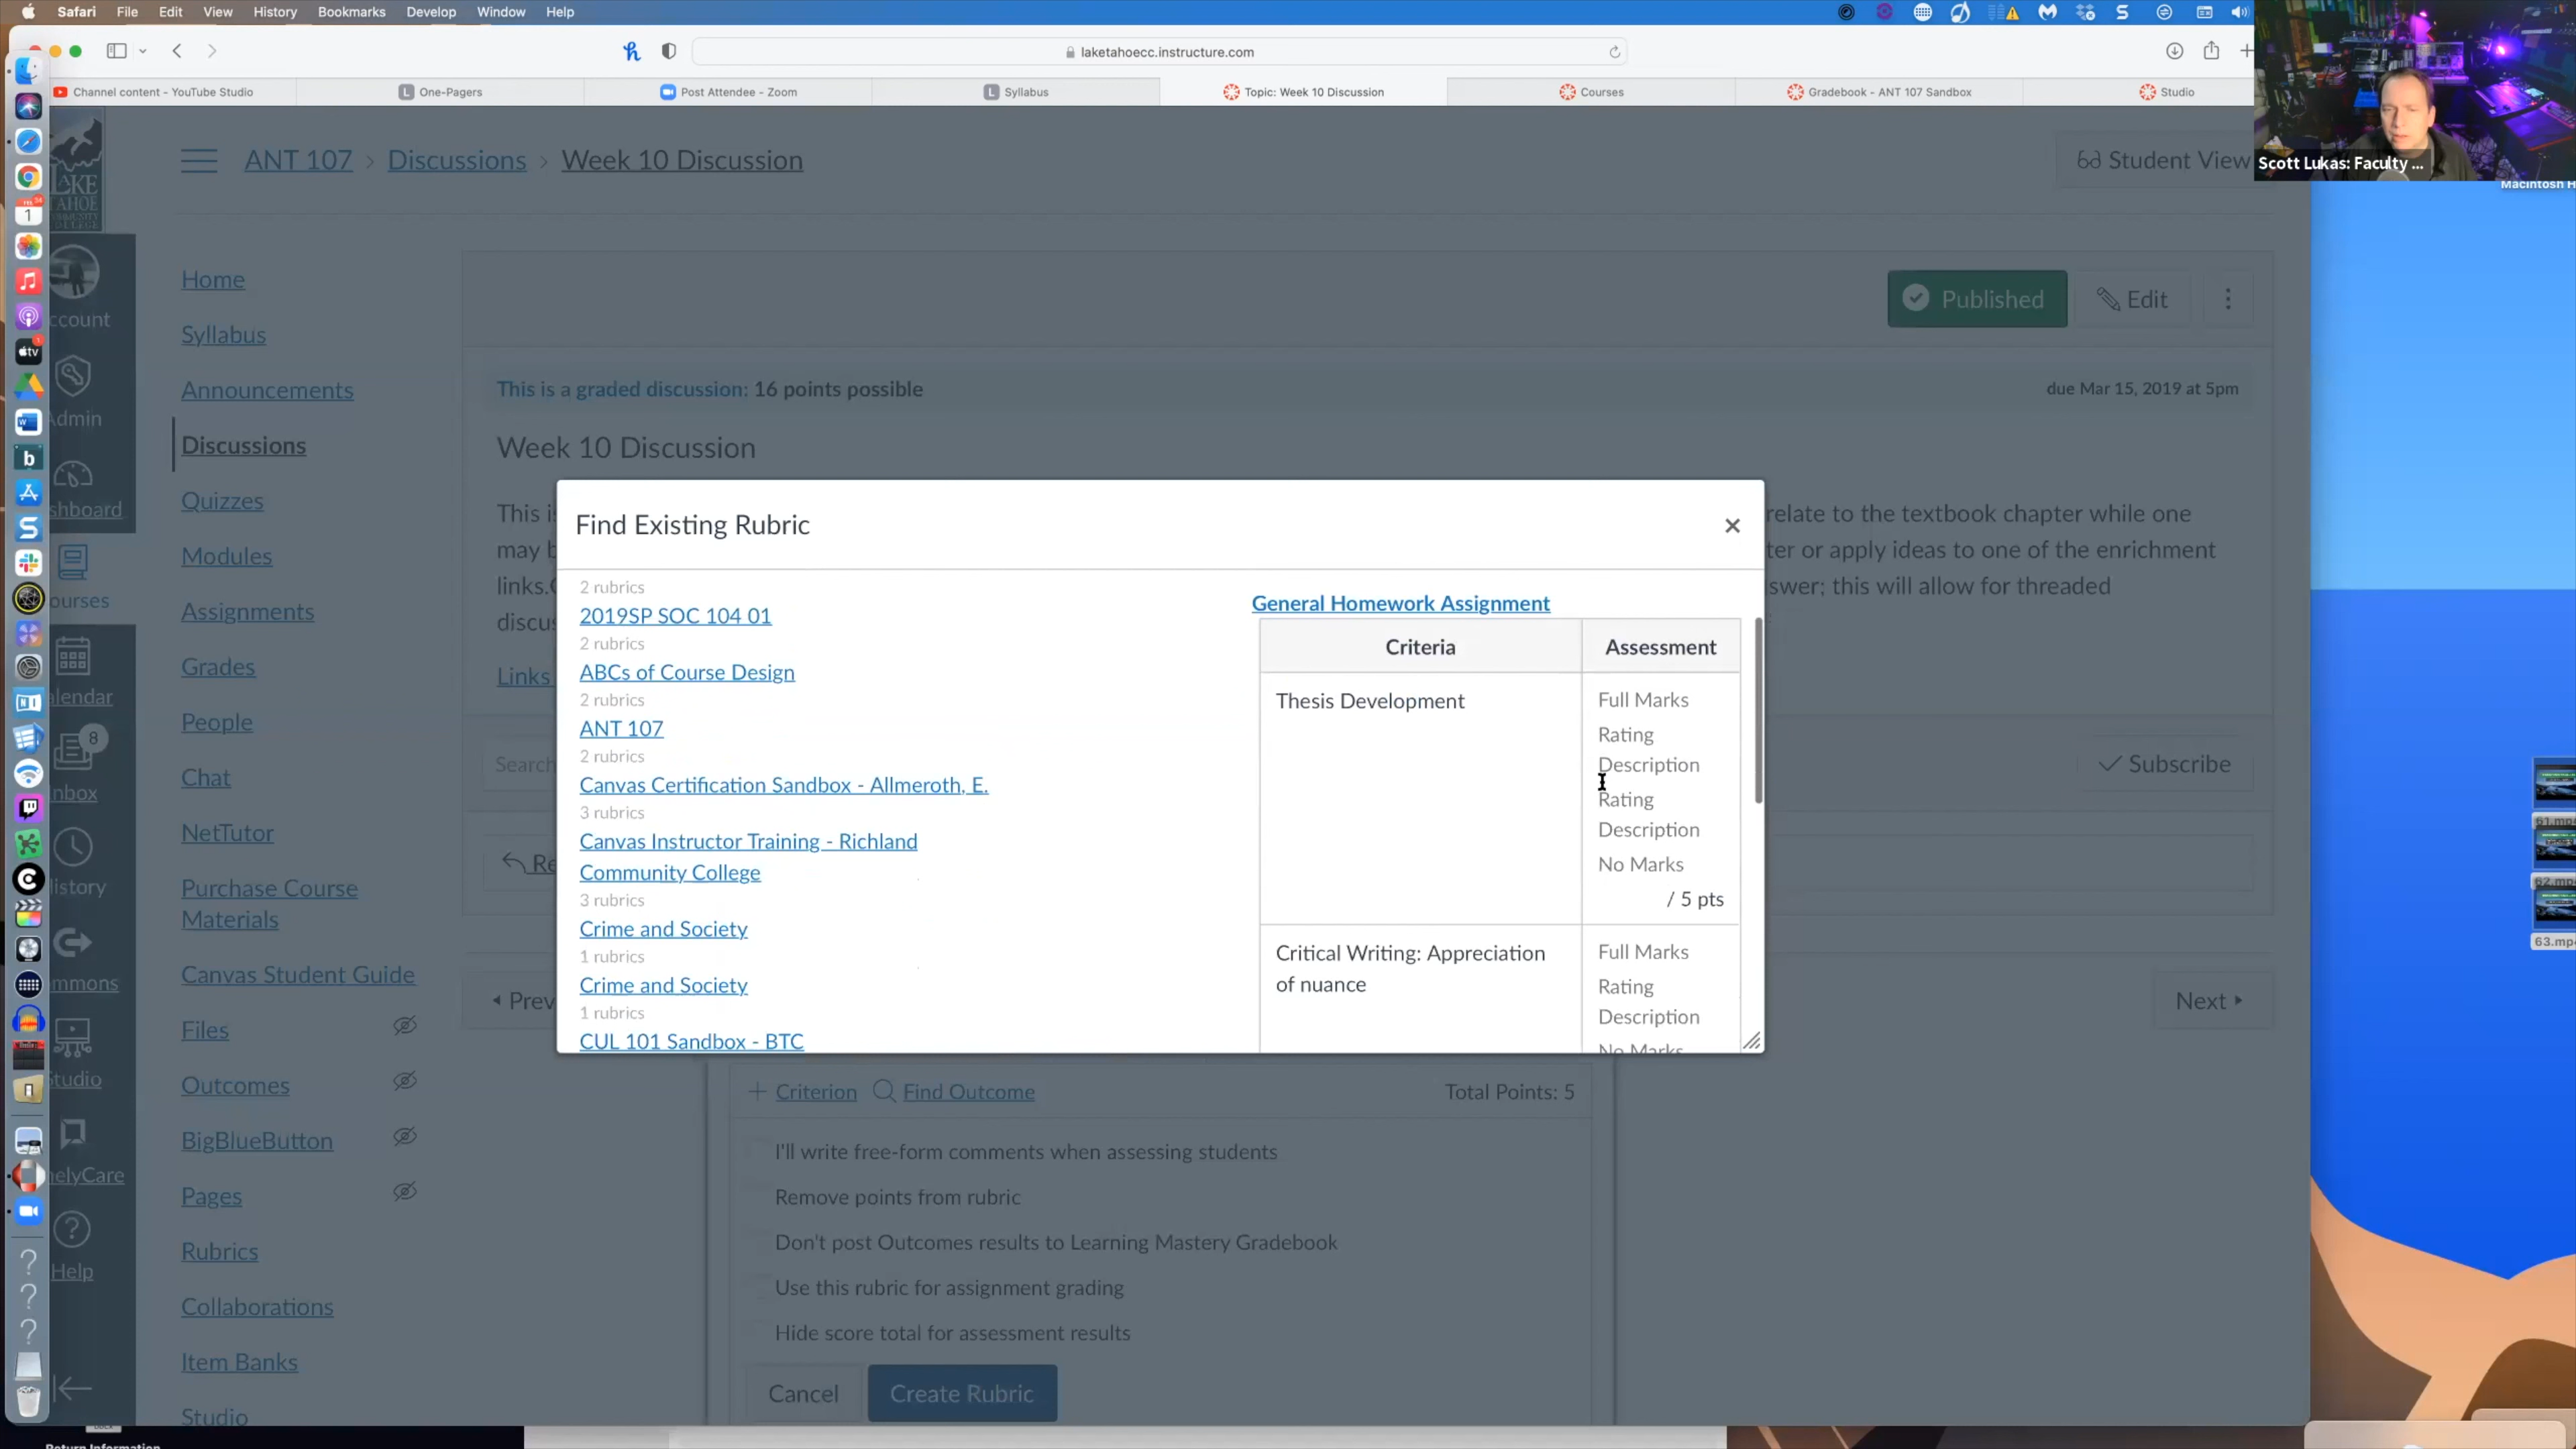 Safari File Edit View History Bookmarks Develop Window Help
laketahoecc.instructure.com
Channel content - YouTube Studio
One-Pagers
Post Attendee - Zoom
Syllabus
Topic: Week 10 Discussion
Courses
Gradebook - ANT 107 Sandbox
Studio
Scott Lukas: Faculty ...
Macintosh H
LAKE
TAHOE
ANT 107 > Discussions > Week 10 Discussion
Student View
ccount
dmin
shboard
ourses
alendar
8
nbox
istory
mmons
tudio
nelyCare
Help
Home
Syllabus
Announcements
Discussions
Quizzes
Modules
Assignments
Grades
People
Chat
NetTutor
Purchase Course
Materials
Canvas Student Guide
Files
Outcomes
BigBlueButton
Pages
Rubrics
Collaborations
Item Banks
Studio
Published
Edit
This is a graded discussion: 16 points possible
due Mar 15, 2019 at 5pm
Week 10 Discussion
This i
relate to the textbook chapter while one
may b
ter or apply ideas to one of the enrichment
links.
swer; this will allow for threaded
discus
Links
Search
Subscribe
Re
Prev
Next
Find Existing Rubric
2 rubrics
2019SP SOC 104 01
2 rubrics
ABCs of Course Design
2 rubrics
ANT 107
2 rubrics
Canvas Certification Sandbox - Allmeroth, E.
3 rubrics
Canvas Instructor Training - Richland
Community College
3 rubrics
Crime and Society
1 rubrics
Crime and Society
1 rubrics
CUL 101 Sandbox - BTC
General Homework Assignment
Criteria
Assessment
Thesis Development
Full Marks
Rating
Description
Rating
Description
No Marks
/ 5 pts
Critical Writing: Appreciation
of nuance
Full Marks
Rating
Description
No Marks
Criterion
Find Outcome
Total Points: 5
I'll write free-form comments when assessing students
Remove points from rubric
Don't post Outcomes results to Learning Mastery Gradebook
Use this rubric for assignment grading
Hide score total for assessment results
Cancel
Create Rubric
61.mp4
62.mp4
63.mp
Return Information